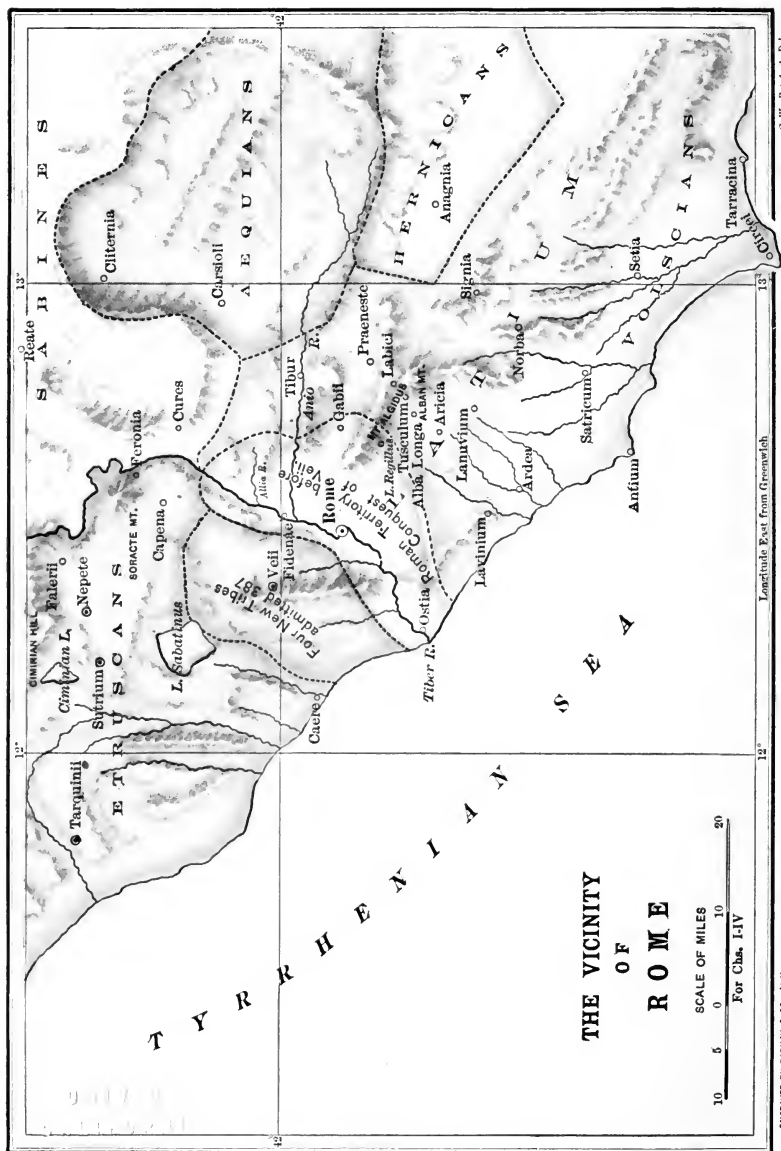 SABINES
Reate
Cliternia
Carsioli
AEQUIANS
42
CIMIRIAN HILL
Ciminian L.
Falerii
Nepete
Sutrium
SORACTE MT.
Feronia
Cures
Capena
Tarquinii
ETRUSCANS
L. Sabatinus
Four New Tribes
admitted 387
Veii
Fidenae
Allia R.
Tibur
Anio R.
Caere
Rome
Roman Territory before
Conquest of Veii
Gabii
Praeneste
HERNICANS
Anagnia
L. Regillus
MT. ALGIDUS
Labici
Tusculum
ALBAN MT.
Alba Longa
Aricia
Ostia
Tiber R.
Lavinium
Lanuvium
Ardea
LATIUM
Signia
Norba
Setia
Satricum
VOLSCIANS
Antium
Tarracina
Circei
TYRRHENIAN SEA
12°
13°
Longitude East from Greenwich
THE VICINITY
OF
ROME
SCALE OF MILES
10 5 0 10 20
For Chs. I-IV